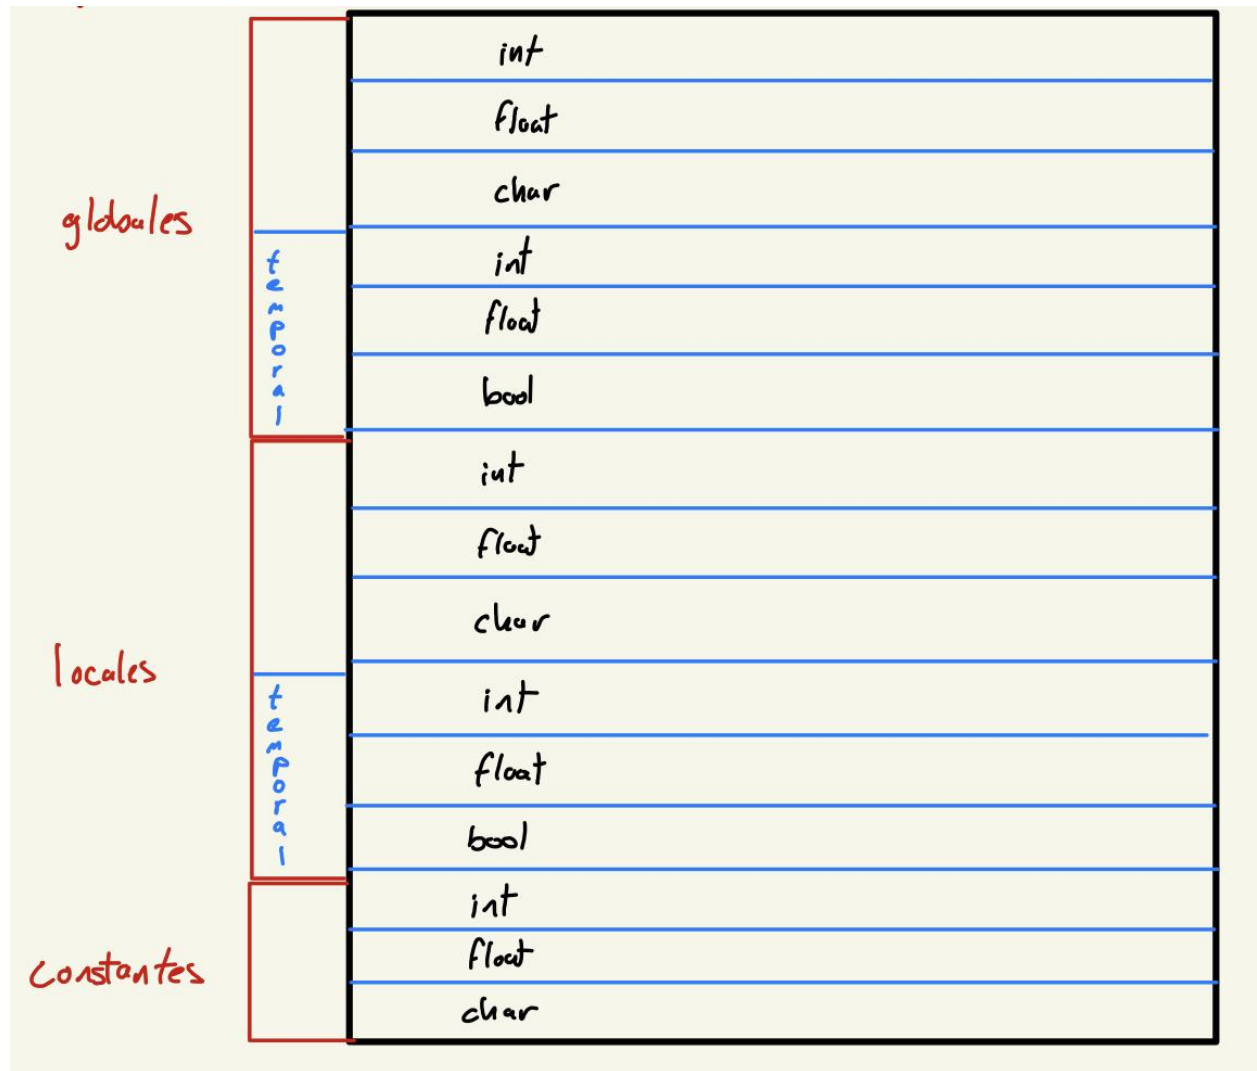 int
float
char
globales
int
temporal
float
bool
int
float
char
locales
int
temporal
float
bool
int
float
constantes
char